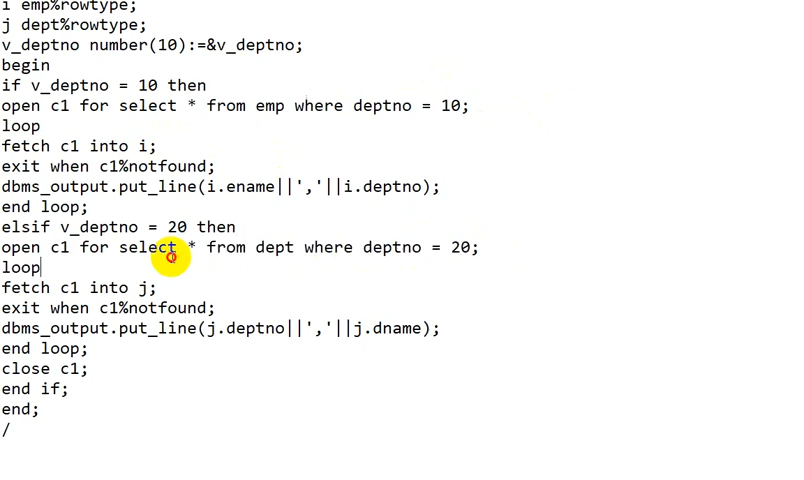 i emp%rowtype;
j dept%rowtype;
v_deptno number(10):=&v_deptno;
begin
if v_deptno = 10 then
open c1 for select * from emp where deptno = 10;
loop
fetch c1 into i;
exit when c1%notfound;
dbms_output.put_line(i.ename||','||i.deptno);
end loop;
elsif v_deptno = 20 then
open c1 for select * from dept where deptno = 20;
loop
fetch c1 into j;
exit when c1%notfound;
dbms_output.put_line(j.deptno||','||j.dname);
end loop;
close c1;
end if;
end;
/